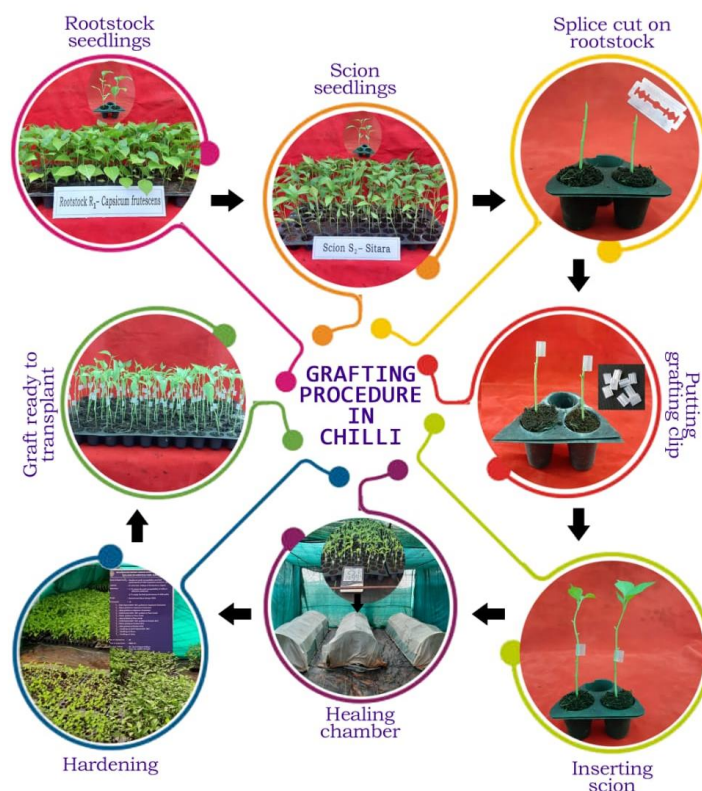 Rootstock
seedlings
Rootstock R₁- Capsicum frutescens
Scion
seedlings
Scion S₂- Sitara
Splice cut on
rootstock
Putting
grafting clip
Inserting
scion
Healing
chamber
Hardening
Graft ready to
transplant
GRAFTING
PROCEDURE
IN
CHILLI